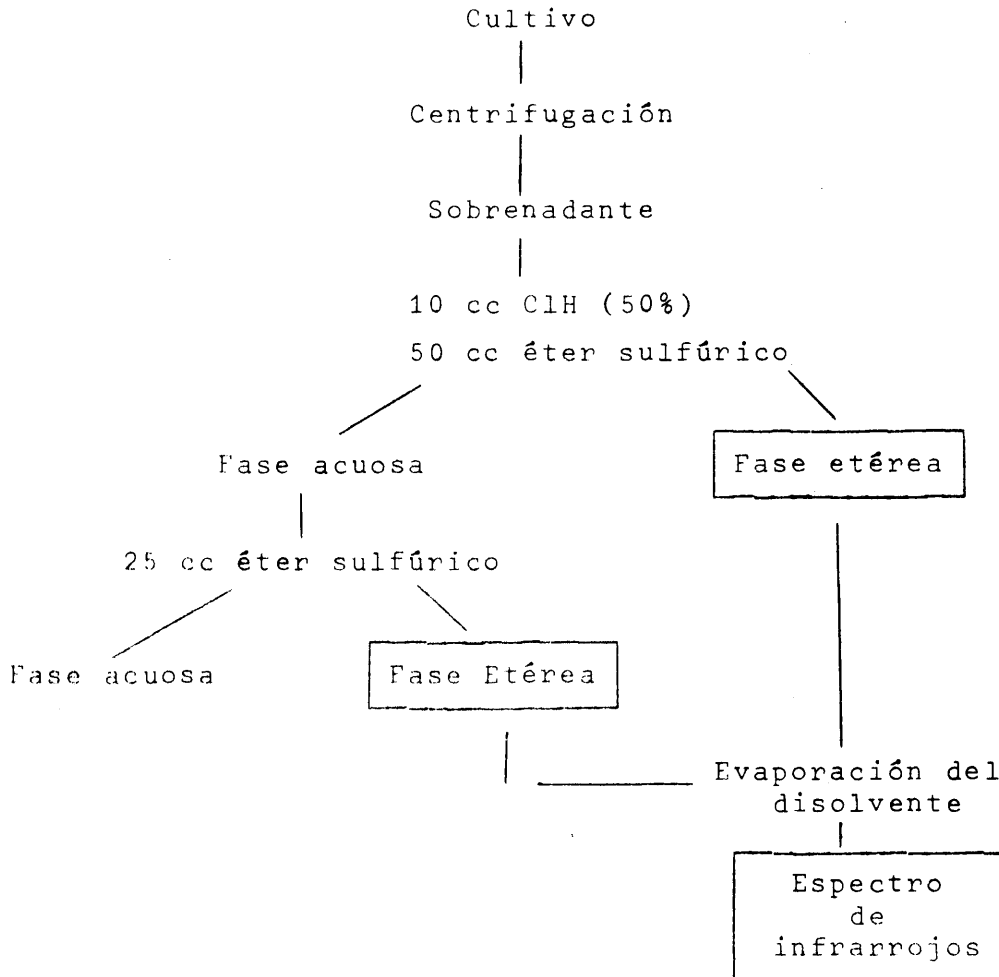 Cultivo
Centrifugación
Sobrenadante
10 cc ClH (50%)
50 cc éter sulfúrico
Fase acuosa
Fase etérea
25 cc éter sulfúrico
Fase acuosa
Fase Etérea
Evaporación del
disolvente
Espectro
de
infrarrojos